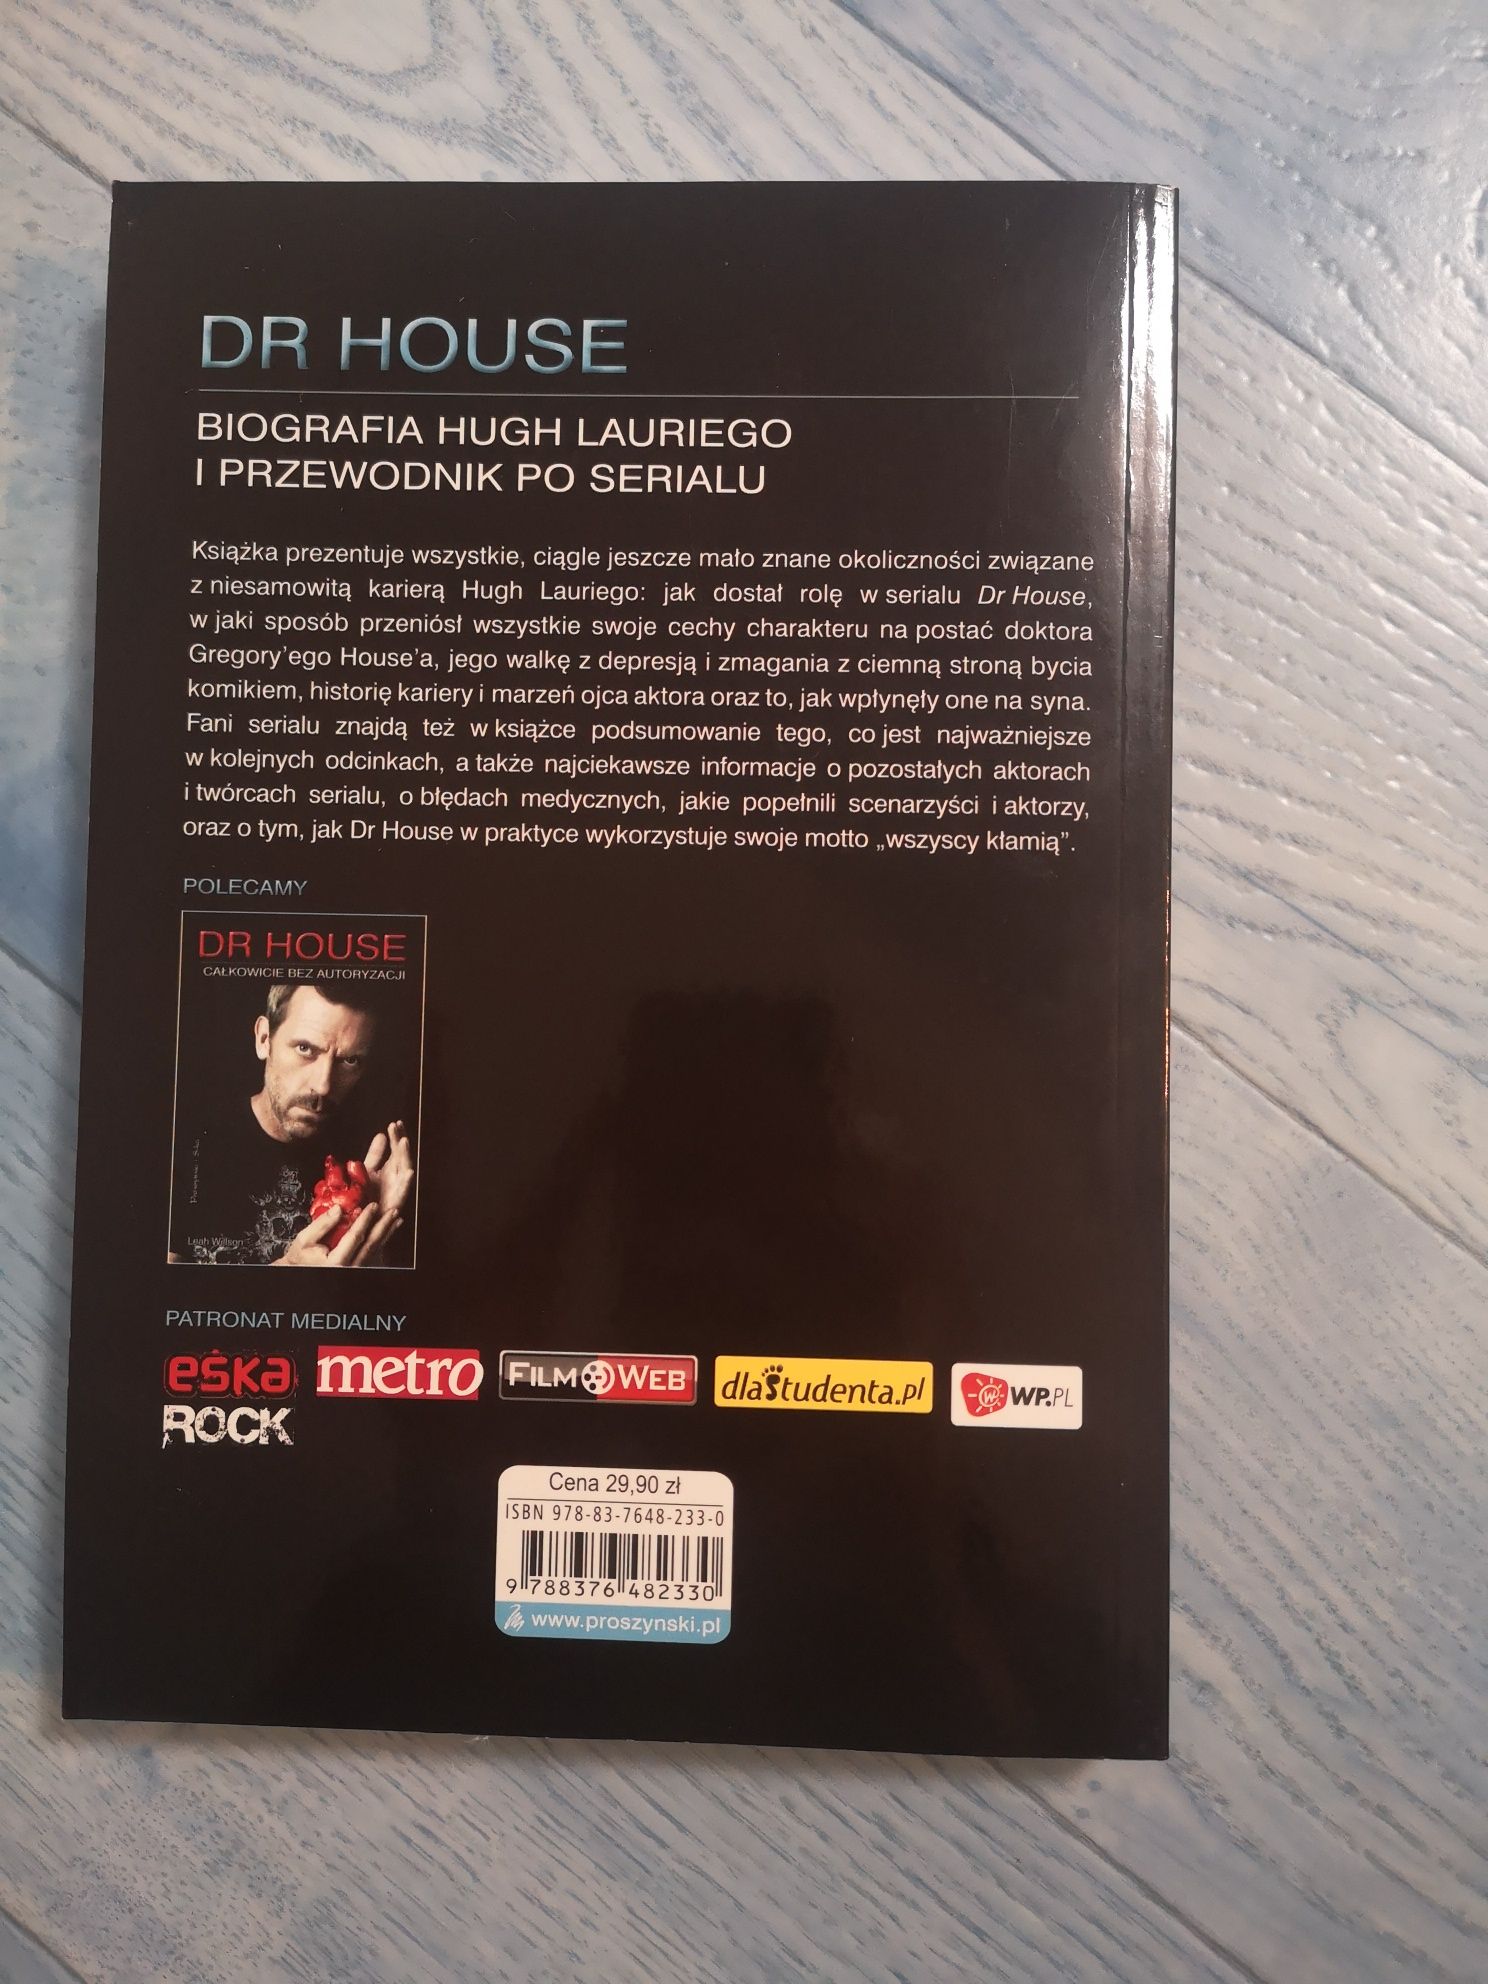 DR HOUSE
BIOGRAFIA HUGH LAURIEGO
I PRZEWODNIK PO SERIALU
Książka prezentuje wszystkie, ciągle jeszcze mało znane okoliczności związane
z niesamowitą karierą Hugh Lauriego: jak dostał rolę w serialu Dr House,
w jaki sposób przeniósł wszystkie swoje cechy charakteru na postać doktora
Gregory’ego House’a, jego walkę z depresją i zmagania z ciemną stroną bycia
komikiem, historię kariery i marzeń ojca aktora oraz to, jak wpłynęły one na syna.
Fani serialu znajdą też w książce podsumowanie tego, co jest najważniejsze
w kolejnych odcinkach, a także najciekawsze informacje o pozostałych aktorach
i twórcach serialu, o błędach medycznych, jakie popełnili scenarzyści i aktorzy,
oraz o tym, jak Dr House w praktyce wykorzystuje swoje motto „wszyscy kłamią”.
POLECAMY
DR HOUSE
CAŁKOWICIE BEZ AUTORYZACJI
Leah Wilson
PATRONAT MEDIALNY
eska ROCK
metro
FILMWEB
dlaStudenta.pl
WP.PL
Cena 29,90 zł
ISBN 978-83-7648-233-0
9 788376 482330
www.proszynski.pl